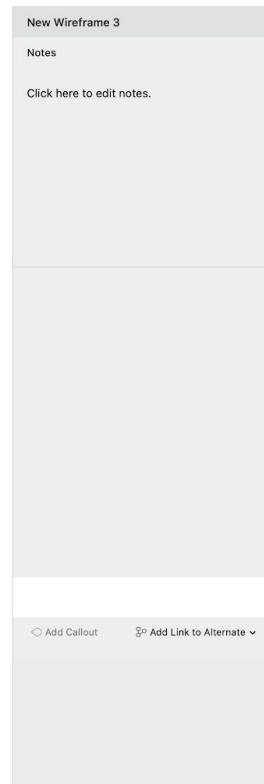 New Wireframe 3
Notes
Click here to edit notes.
Add Callout Add Link to Alternate